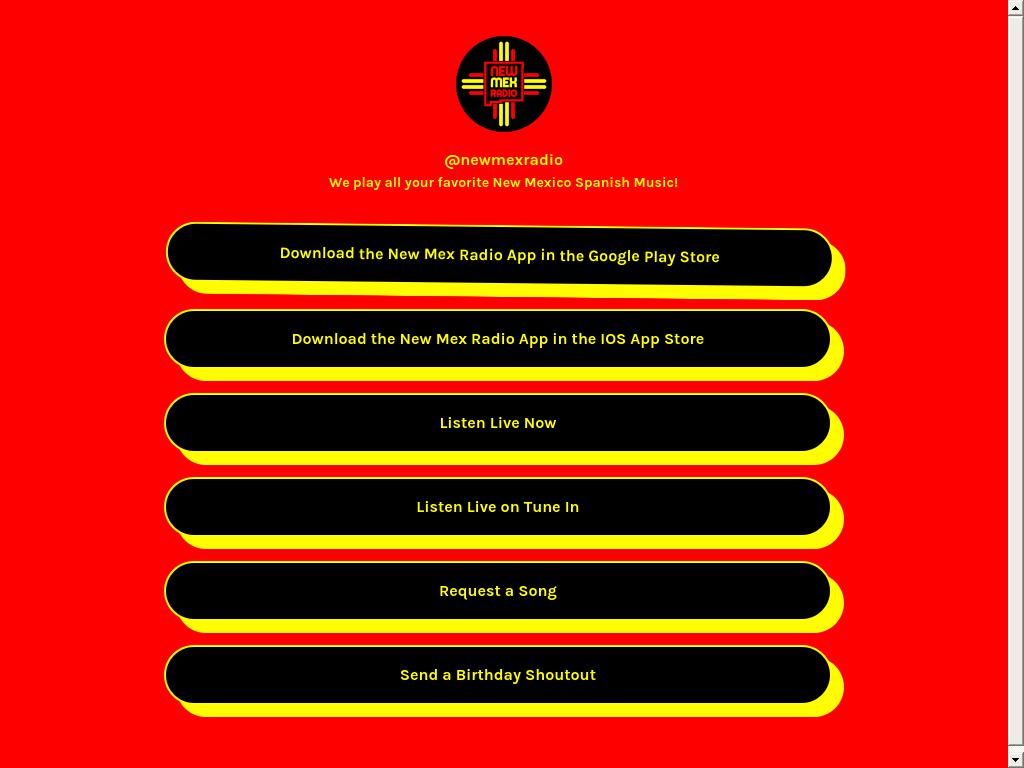 NEW
MEX
RADIO
@newmexradio
We play all your favorite New Mexico Spanish Music!
Download the New Mex Radio App in the Google Play Store
Download the New Mex Radio App in the IOS App Store
Listen Live Now
Listen Live on Tune In
Request a Song
Send a Birthday Shoutout